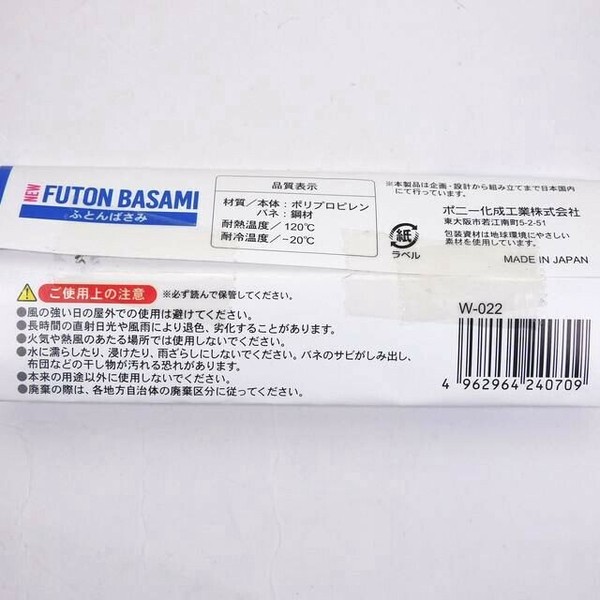 NEW FUTON BASAMI
ふとんばさみ
品質表示
材質/本体:ポリプロピレン
バネ:鋼材
耐熱温度/120℃
耐冷温度/-20℃
※本製品は企画・設計から組み立てまで日本国内
にて行っています。
ポニー化成工業株式会社
東大阪市若江南町5-2-51
紙
ラベル
包装資材は地球環境にやさしい
素材を使用しています。
MADE IN JAPAN
ご使用上の注意 ※必ず読んで保管してください。
●風の強い日の屋外での使用は避けてください。
●長時間の直射日光や風雨により退色、劣化することがあります。
●火気や熱風のあたる場所では使用しないでください。
●水に濡らしたり、浸けたり、雨ざらしにしないでください。バネのサビがしみ出し、
布団などの干し物が汚れる恐れがあります。
●本来の用途以外に使用しないでください。
●廃棄の際は、各地方自治体の廃棄区分に従ってください。
W-022
4 962964 240709